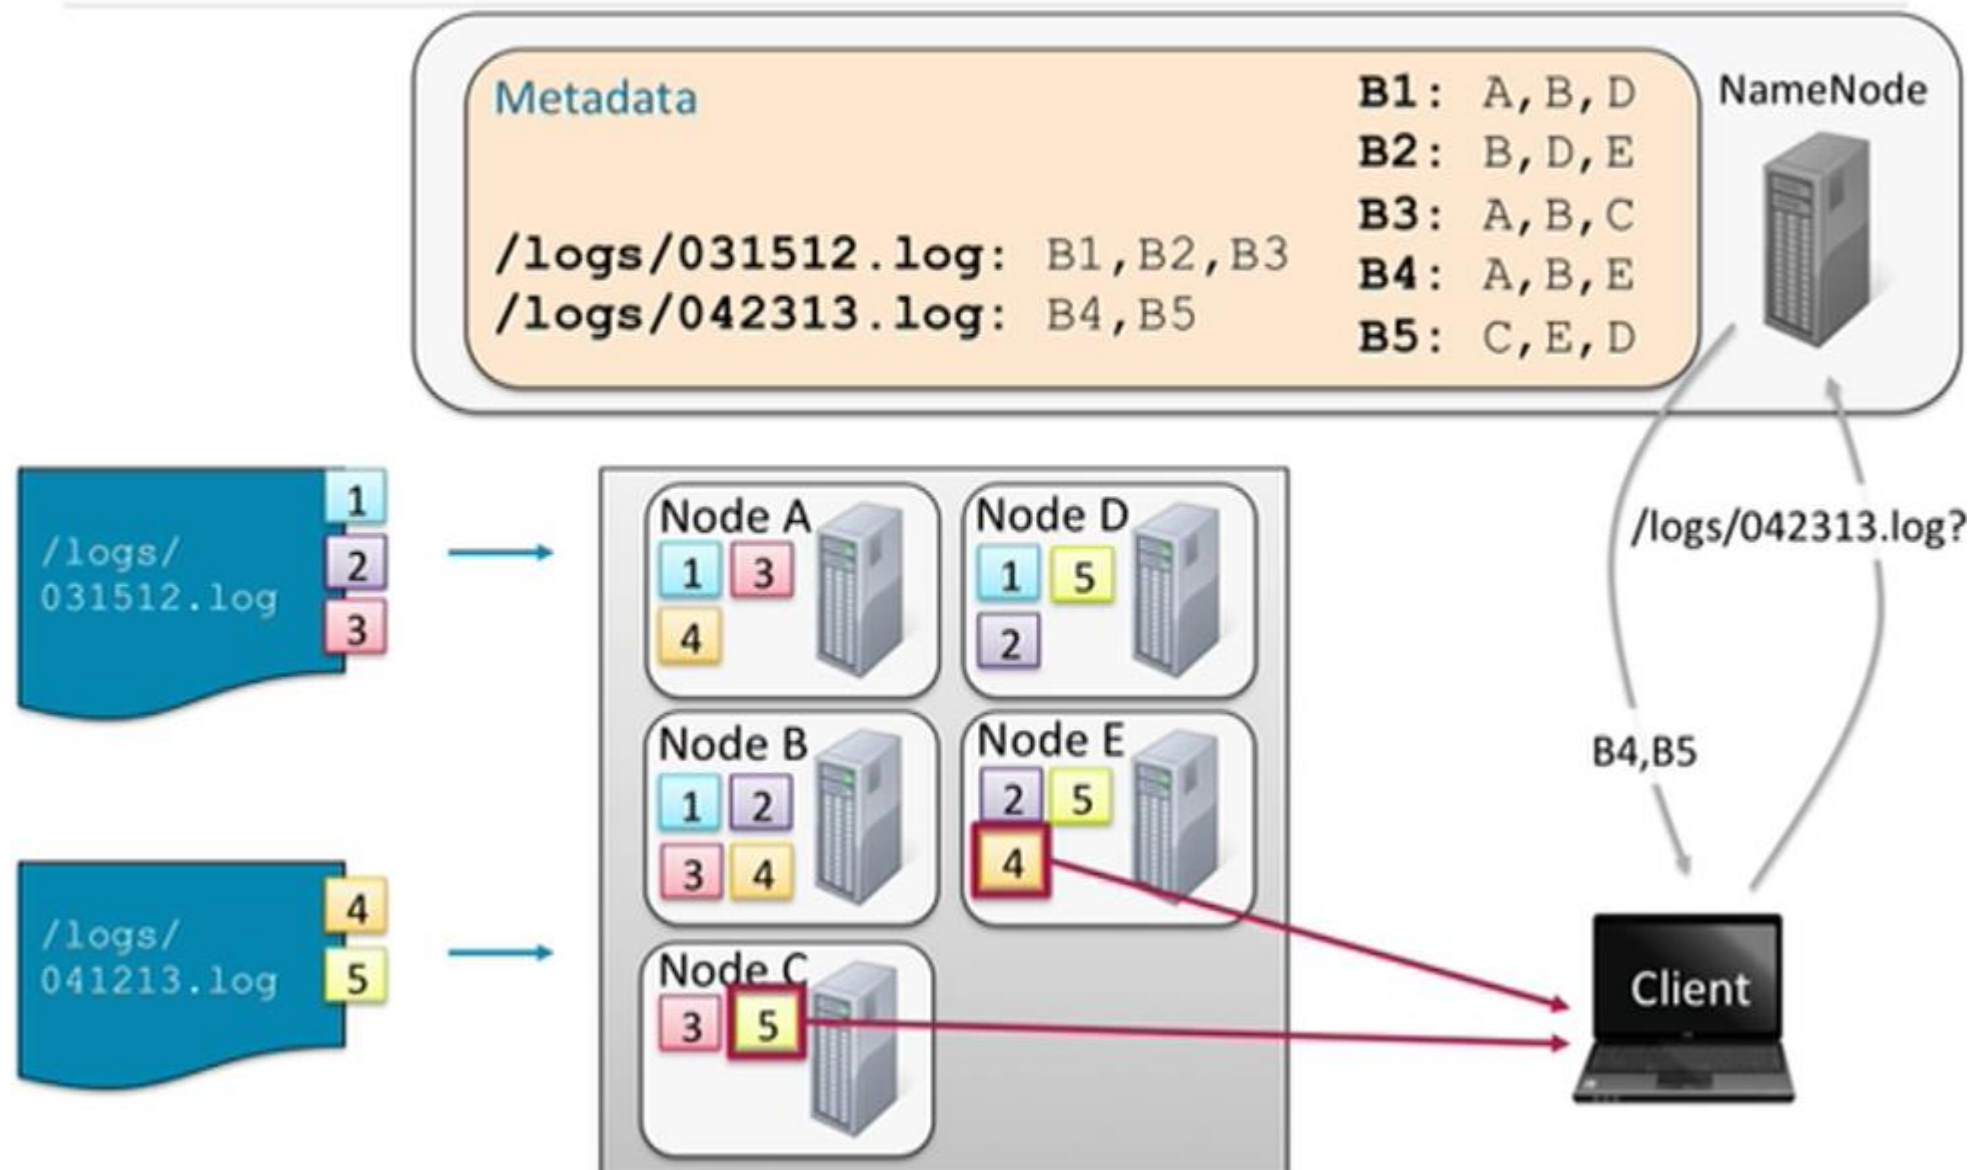 Metadata
/logs/031512.log: B1,B2,B3
/logs/042313.log: B4,B5
B1: A,B,D
B2: B,D,E
B3: A,B,C
B4: A,B,E
B5: C,E,D
NameNode
/logs/
031512.log
1
2
3
/logs/
041213.log
4
5
Node A
1 3
4
Node D
1 5
2
Node B
1 2
3 4
Node E
2 5
4
Node C
3 5
/logs/042313.log?
B4,B5
Client